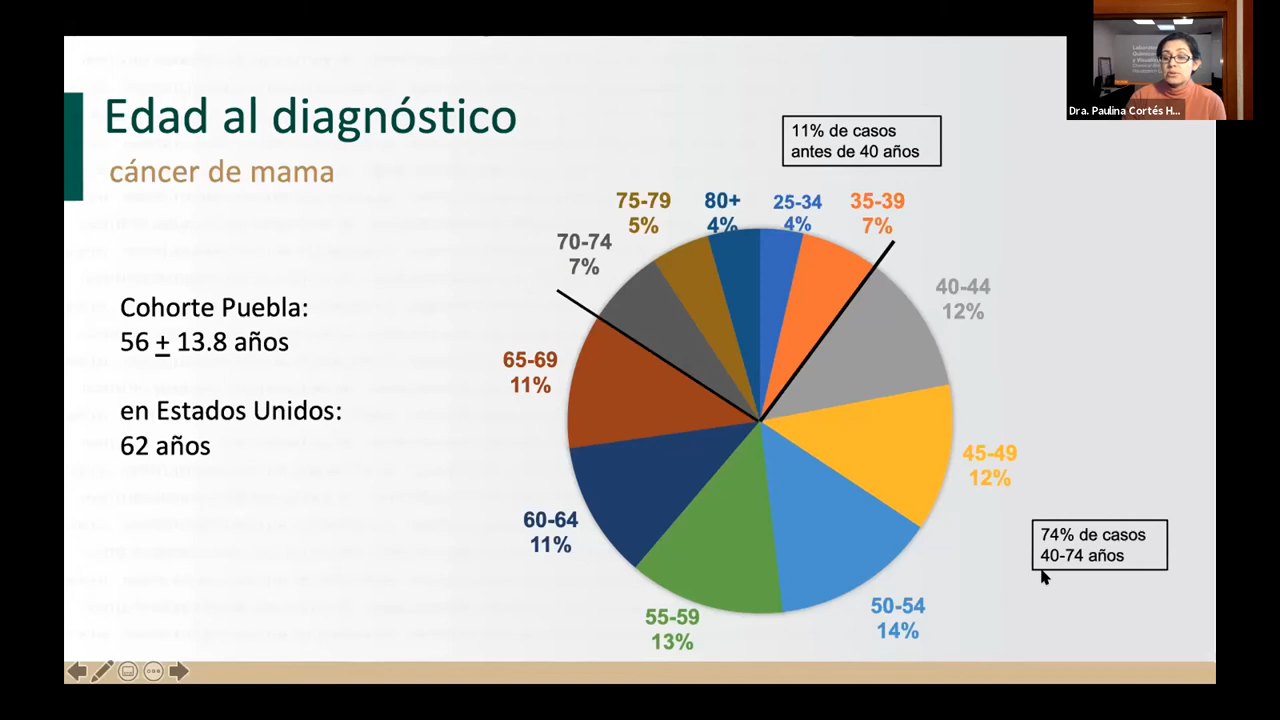 Edad al diagnóstico
cáncer de mama
Cohorte Puebla:
56 ± 13.8 años
en Estados Unidos:
62 años
11% de casos
antes de 40 años
75-79
5%
80+
4%
25-34
4%
35-39
7%
70-74
7%
40-44
12%
65-69
11%
45-49
12%
60-64
11%
74% de casos
40-74 años
55-59
13%
50-54
14%
Dra. Paulina Cortés H...